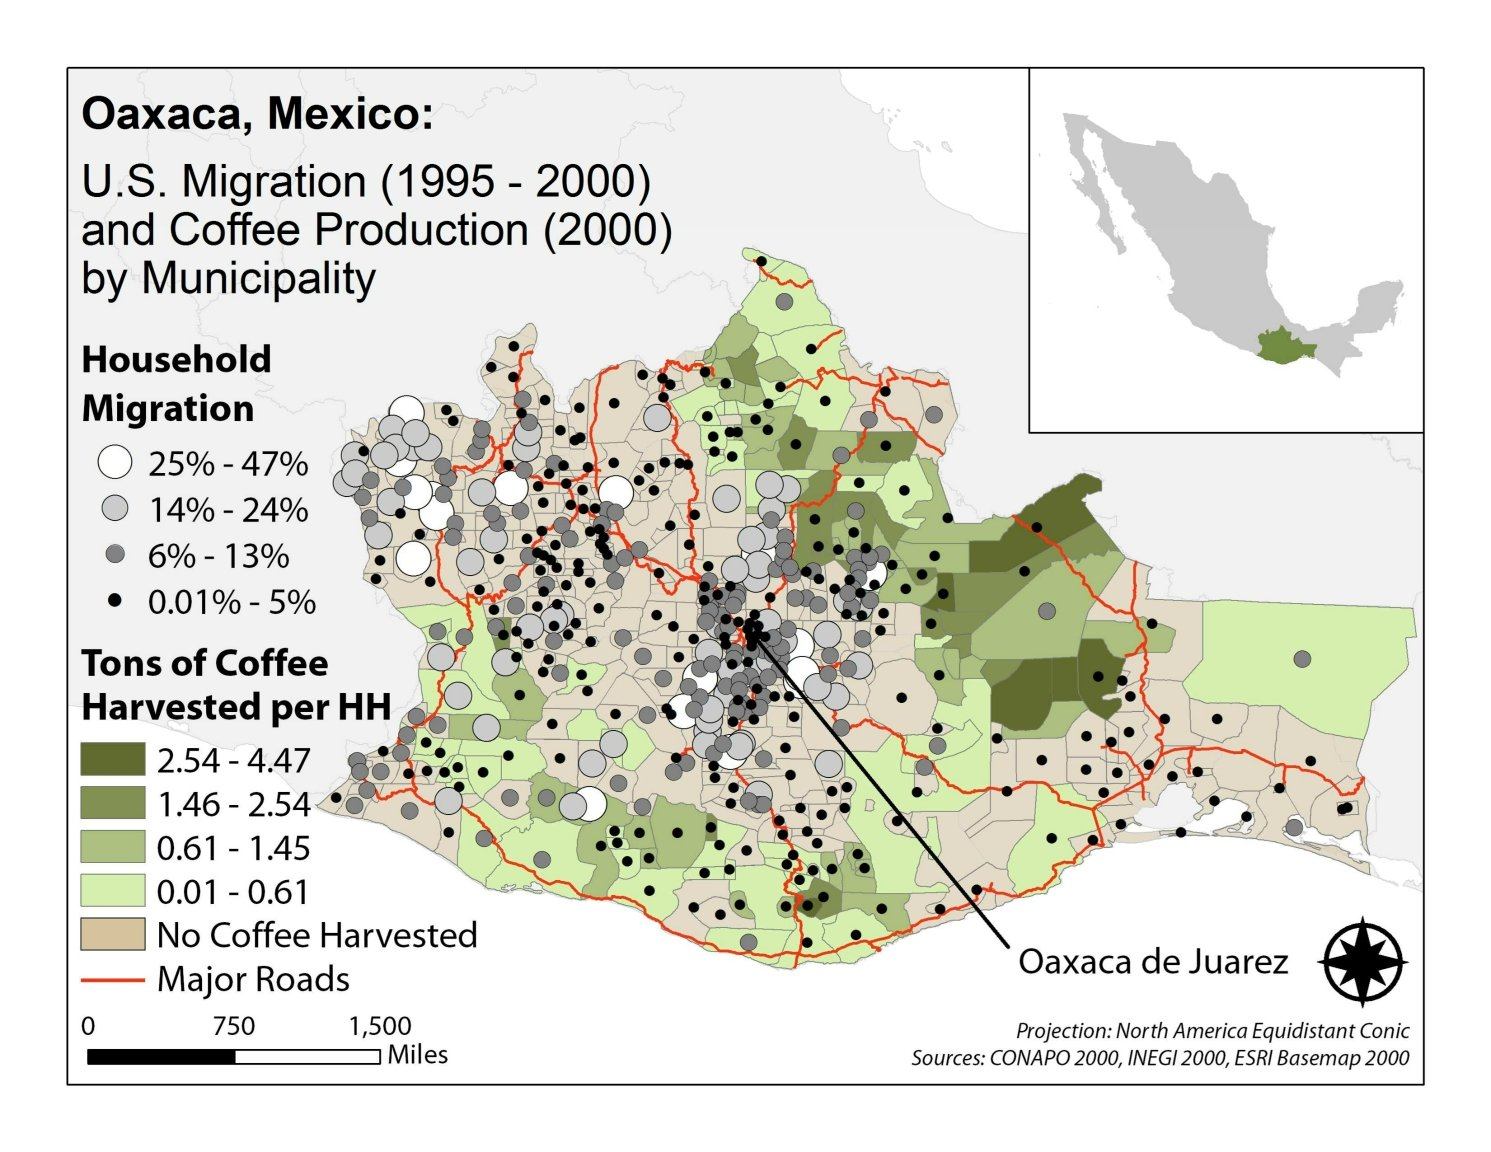 Oaxaca, Mexico:
U.S. Migration (1995 - 2000)
and Coffee Production (2000)
by Municipality
Household
Migration
25% - 47%
14% - 24%
6% - 13%
0.01% - 5%
Tons of Coffee
Harvested per HH
2.54 - 4.47
1.46 - 2.54
0.61 - 1.45
0.01 - 0.61
No Coffee Harvested
Major Roads
0 750 1,500
Miles
Oaxaca de Juarez
Projection: North America Equidistant Conic
Sources: CONAPO 2000, INEGI 2000, ESRI Basemap 2000